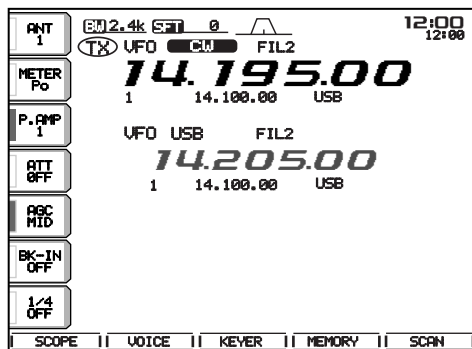 ANT
1
BW 2.4k SFT 0
12:00
12:00
TX VFO CW FIL2
METER
Po
14.195.00
1 14.100.00 USB
P.AMP
1
VFO USB FIL2
ATT
OFF
14.205.00
1 14.100.00 USB
AGC
MID
BK-IN
OFF
1/4
OFF
SCOPE VOICE KEYER MEMORY SCAN